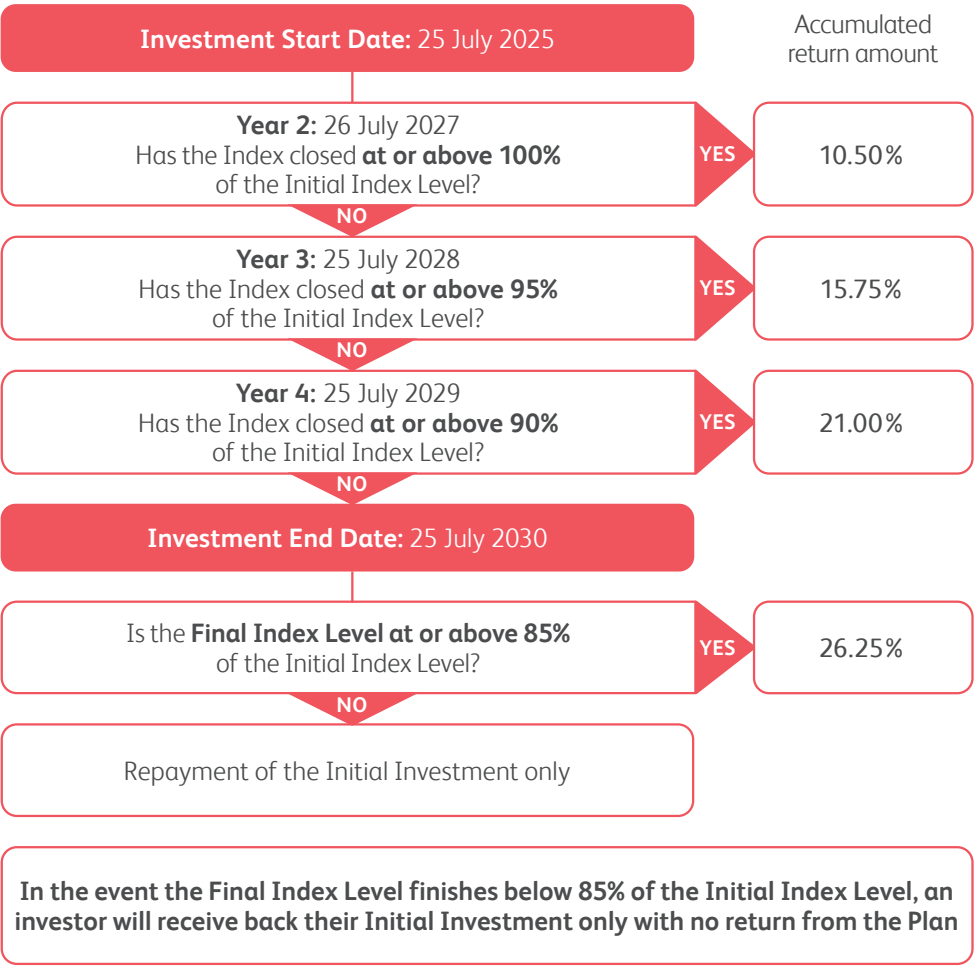 Investment Start Date: 25 July 2025
Accumulated
return amount
Year 2: 26 July 2027
Has the Index closed at or above 100%
of the Initial Index Level?
YES
10.50%
NO
Year 3: 25 July 2028
Has the Index closed at or above 95%
of the Initial Index Level?
YES
15.75%
NO
Year 4: 25 July 2029
Has the Index closed at or above 90%
of the Initial Index Level?
YES
21.00%
NO
Investment End Date: 25 July 2030
Is the Final Index Level at or above 85%
of the Initial Index Level?
YES
26.25%
NO
Repayment of the Initial Investment only
In the event the Final Index Level finishes below 85% of the Initial Index Level, an
investor will receive back their Initial Investment only with no return from the Plan